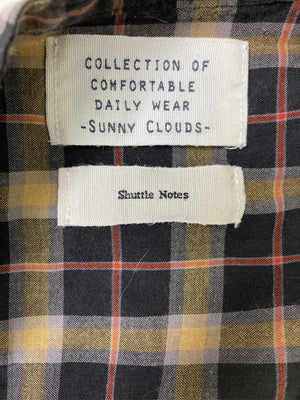 COLLECTION OF
COMFORTABLE
DAILY WEAR
-SUNNY CLOUDS-
Shuttle Notes